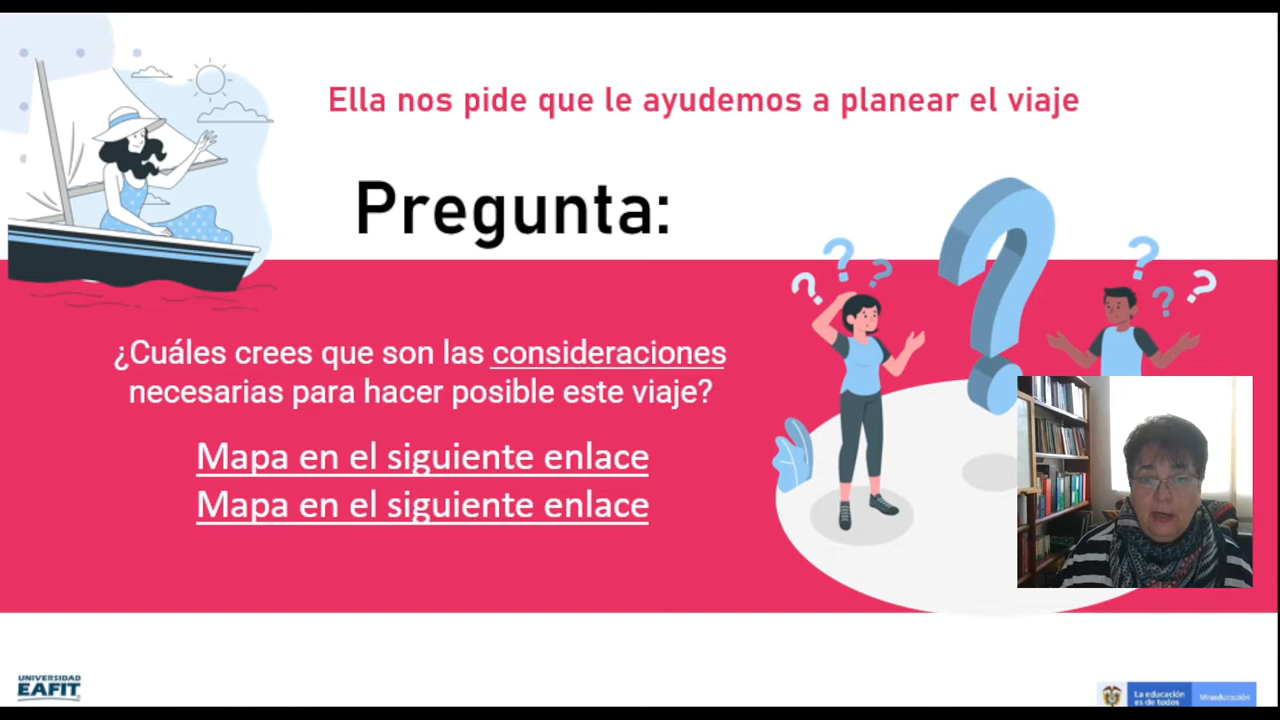 Ella nos pide que le ayudemos a planear el viaje
Pregunta:
¿Cuáles crees que son las consideraciones
necesarias para hacer posible este viaje?
Mapa en el siguiente enlace
Mapa en el siguiente enlace
UNIVERSIDAD
EAFIT
La educación
es de todos
Mineducación